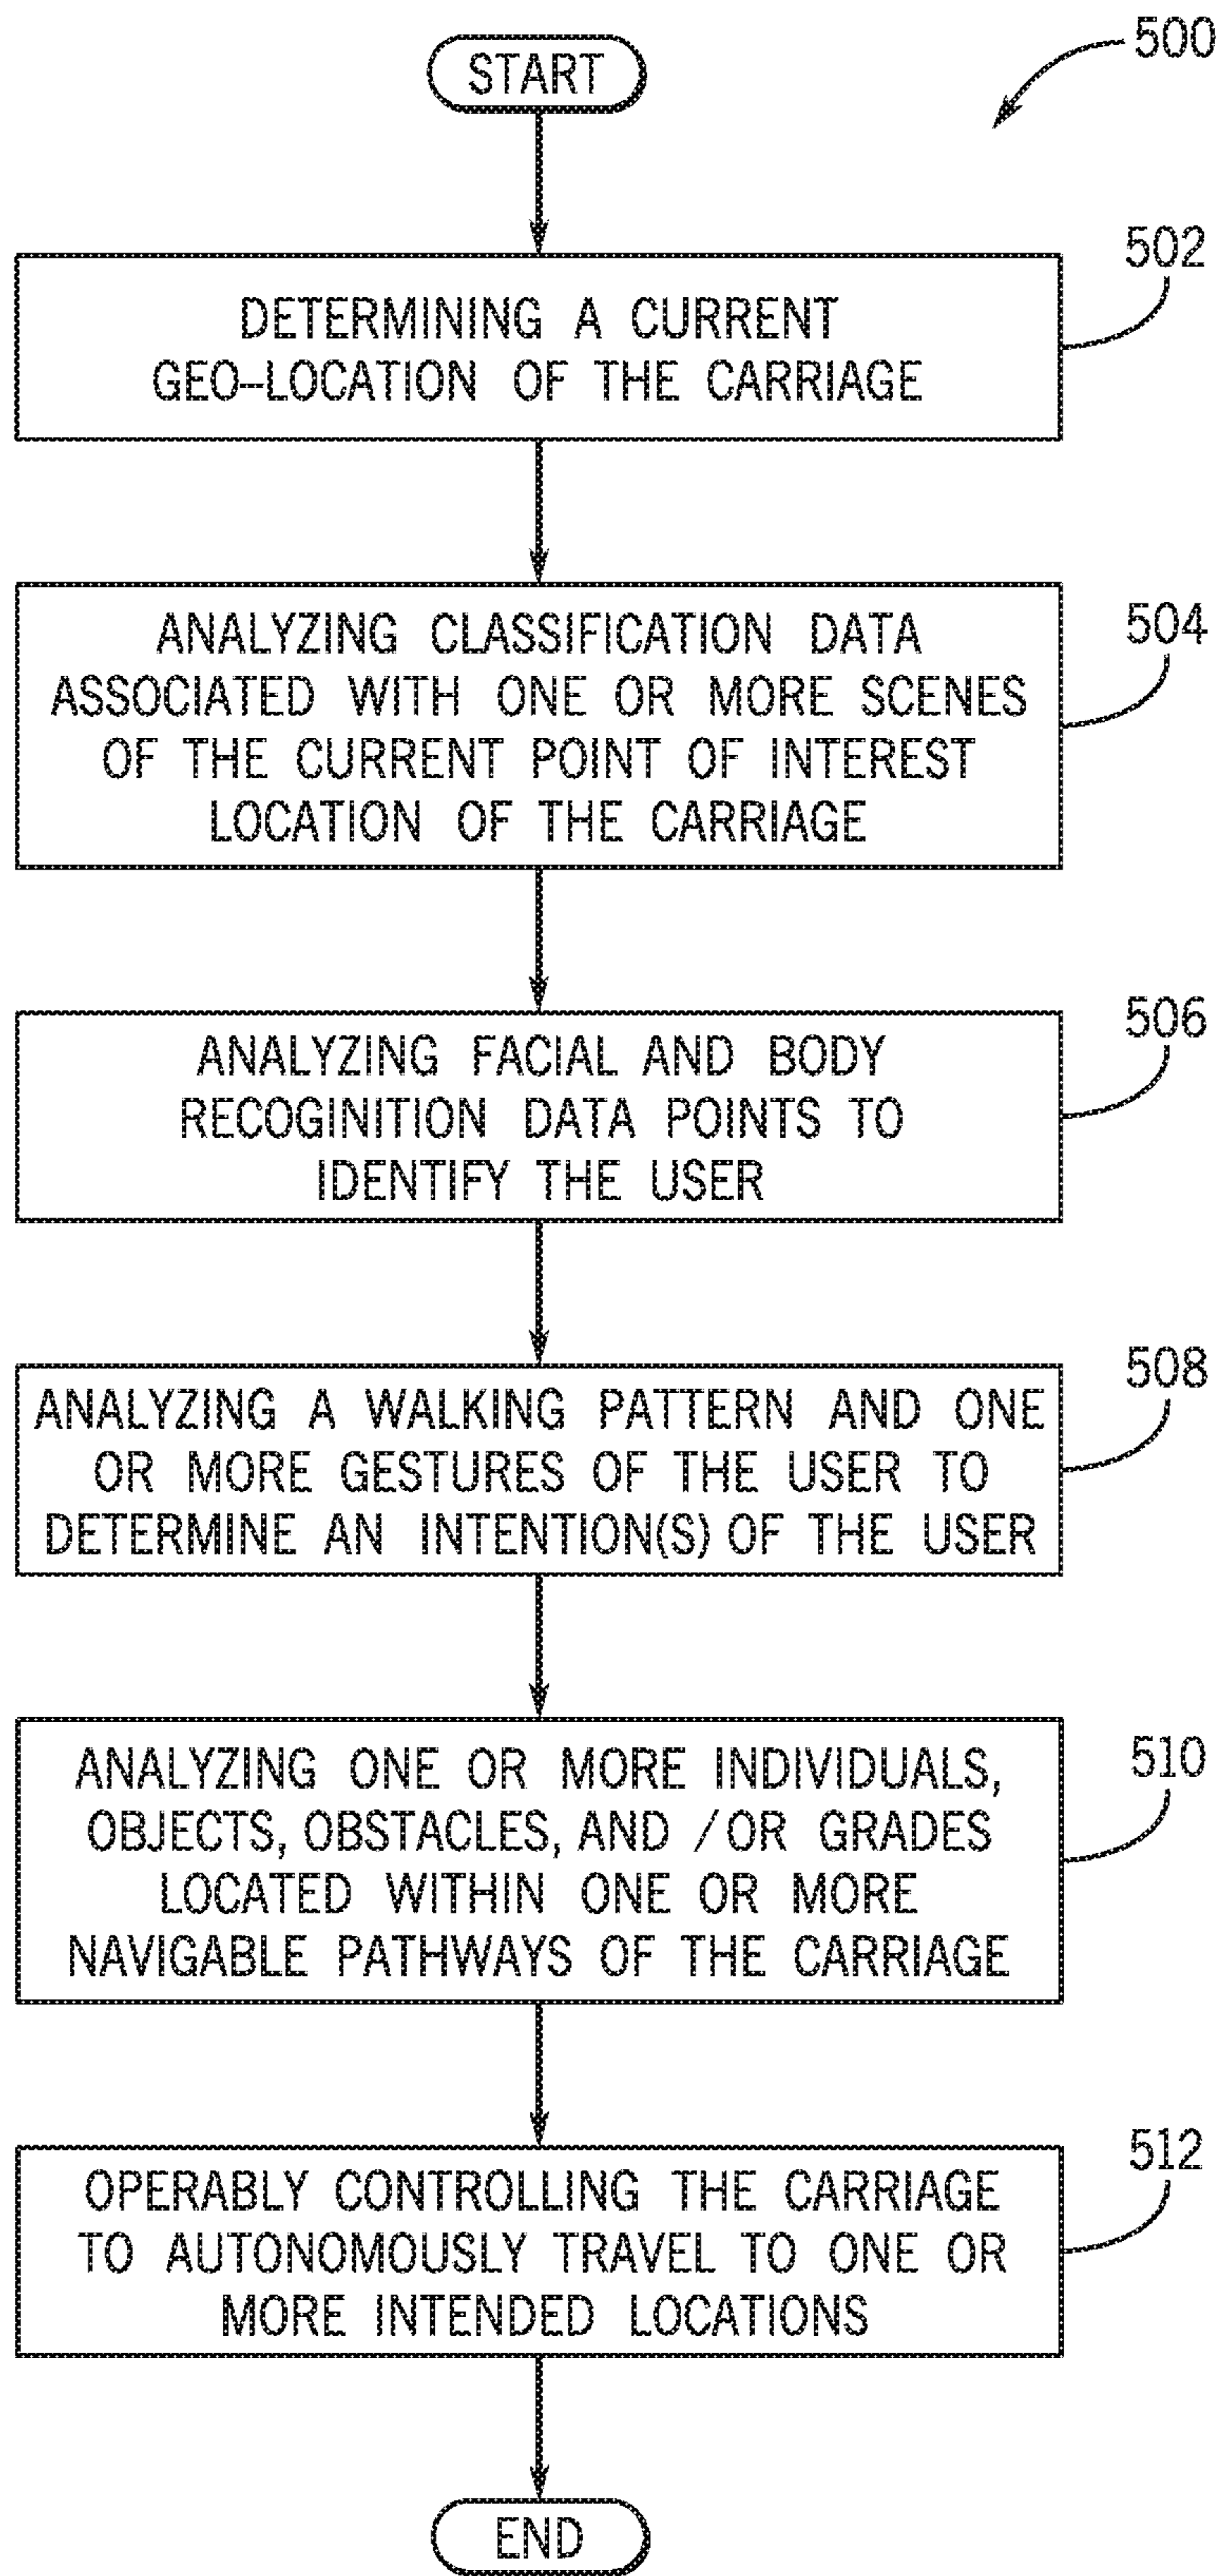 START
500
502
DETERMINING A CURRENT
GEO–LOCATION OF THE CARRIAGE
504
ANALYZING CLASSIFICATION DATA
ASSOCIATED WITH ONE OR MORE SCENES
OF THE CURRENT POINT OF INTEREST
LOCATION OF THE CARRIAGE
506
ANALYZING FACIAL AND BODY
RECOGINITION DATA POINTS TO
IDENTIFY THE USER
508
ANALYZING A WALKING PATTERN AND ONE
OR MORE GESTURES OF THE USER TO
DETERMINE AN INTENTION(S) OF THE USER
510
ANALYZING ONE OR MORE INDIVIDUALS,
OBJECTS, OBSTACLES, AND /OR GRADES
LOCATED WITHIN ONE OR MORE
NAVIGABLE PATHWAYS OF THE CARRIAGE
512
OPERABLY CONTROLLING THE CARRIAGE
TO AUTONOMOUSLY TRAVEL TO ONE OR
MORE INTENDED LOCATIONS
END